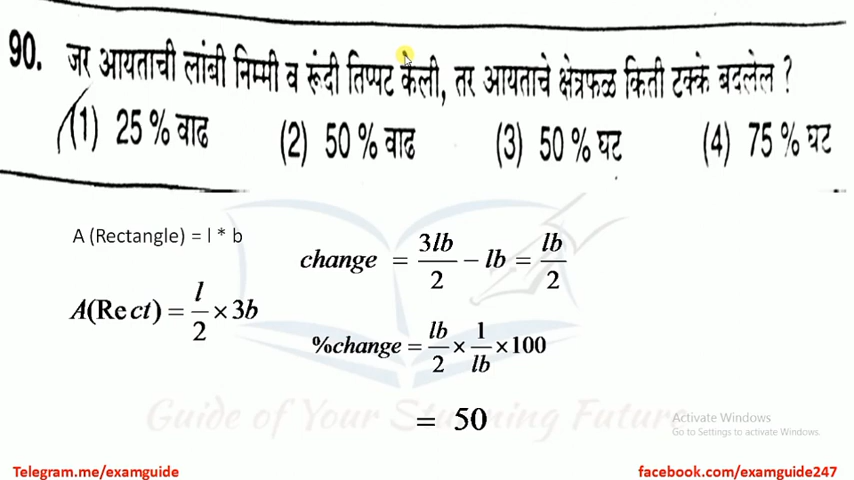 90. जर आयताची लांबी निम्मी व रूंदी तिप्पट केली, तर आयताचे क्षेत्रफळ किती टक्के बदलेल ?
(1) 25 % वाढ (2) 50 % वाढ (3) 50 % घट (4) 75 % घट
A (Rectangle) = l * b
change = 3lb/2 − lb = lb/2
A(Rect) = l/2 × 3b
%change = lb/2 × 1/lb × 100
= 50
Guide of Your Stunning Future
Activate Windows
Go to Settings to activate Windows.
Telegram.me/examguide facebook.com/examguide247